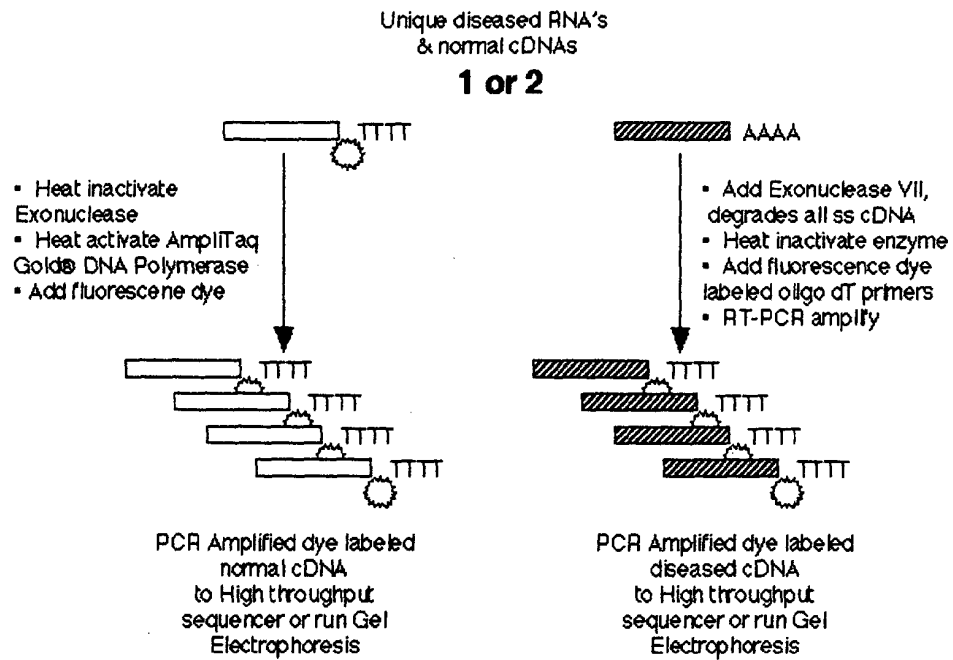 Unique diseased RNA's
& normal cDNAs
1 or 2
TTTT
AAAA
▪ Heat inactivate
Exonuclease
▪ Heat activate AmpliTaq
Gold® DNA Polymerase
▪ Add fluorescene dye
▪ Add Exonuclease VII,
degrades all ss cDNA
▪ Heat inactivate enzyme
▪ Add fluorescence dye
labeled oligo dT primers
▪ RT-PCR amplify
TTTT
TTTT
TTTT
TTTT
TTTT
TTTT
TTTT
TTTT
PCR Amplified dye labeled
normal cDNA
to High throughput
sequencer or run Gel
Electrophoresis
PCR Amplified dye labeled
diseased cDNA
to High throughput
sequencer or run Gel
Electrophoresis